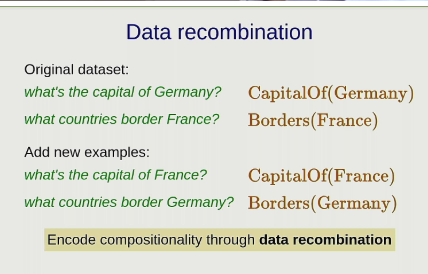 Data recombination
Original dataset:
what's the capital of Germany? CapitalOf(Germany)
what countries border France? Borders(France)
Add new examples:
what's the capital of France? CapitalOf(France)
what countries border Germany? Borders(Germany)
Encode compositionality through data recombination